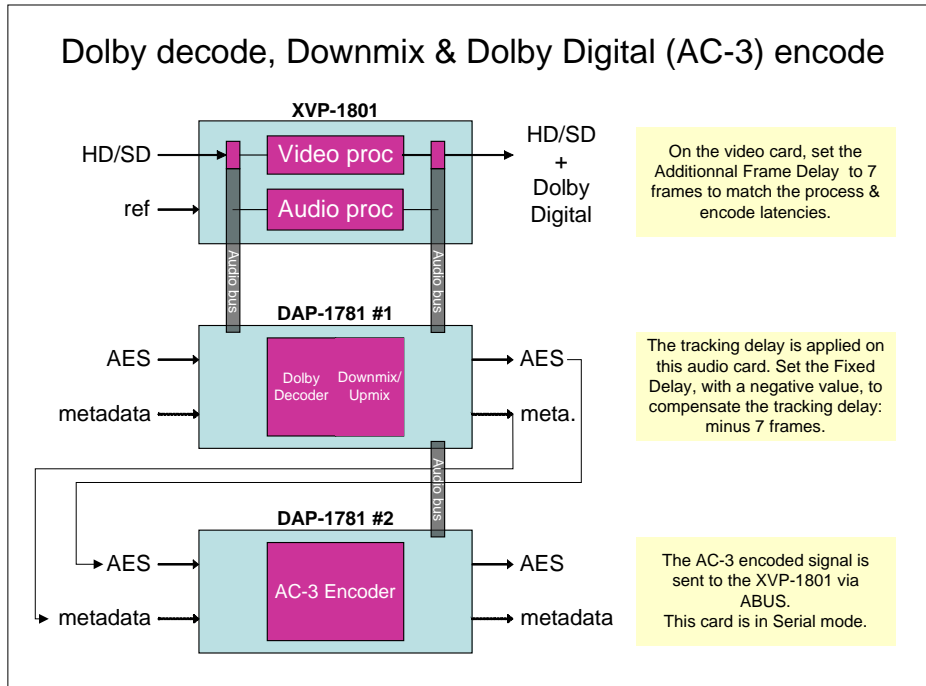 Dolby decode, Downmix & Dolby Digital (AC-3) encode
XVP-1801
HD/SD
Video proc
HD/SD
+
Dolby
Digital
ref
Audio proc
On the video card, set the
Additionnal Frame Delay to 7
frames to match the process &
encode latencies.
Audio bus
Audio bus
DAP-1781 #1
AES
Dolby
Decoder
Downmix/
Upmix
AES
metadata
meta.
The tracking delay is applied on
this audio card. Set the Fixed
Delay, with a negative value, to
compensate the tracking delay:
minus 7 frames.
Audio bus
DAP-1781 #2
AES
AC-3 Encoder
AES
metadata
metadata
The AC-3 encoded signal is
sent to the XVP-1801 via
ABUS.
This card is in Serial mode.